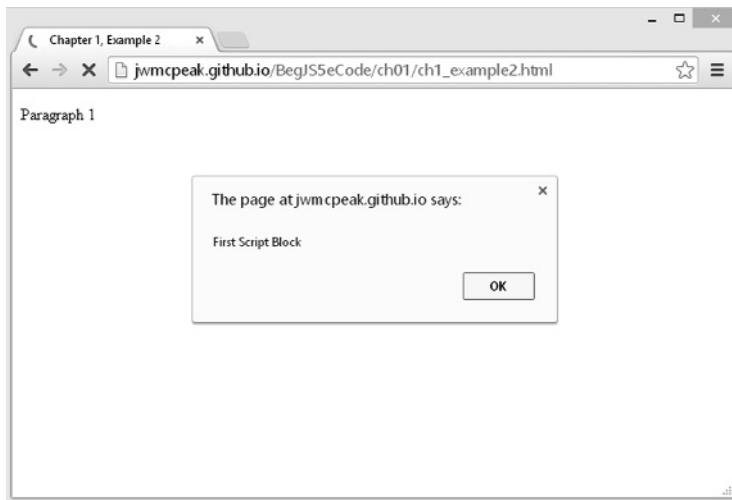 Chapter 1, Example 2
jwmcpeak.github.io/BegJS5eCode/ch01/ch1_example2.html
Paragraph 1
The page at jwmcpeak.github.io says:
First Script Block
OK